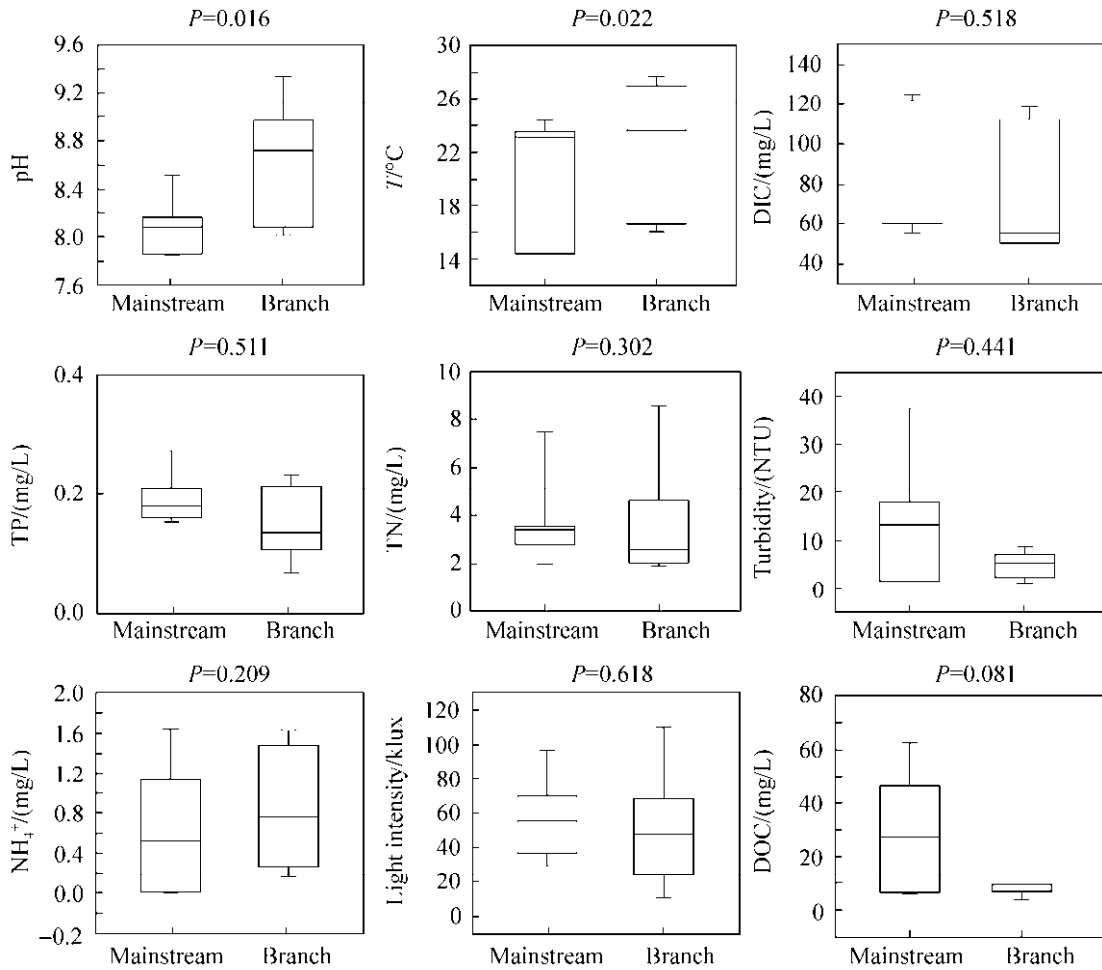 P=0.016
P=0.022
P=0.518
pH
9.6
9.2
8.8
8.4
8.0
7.6
Mainstream Branch
T/°C
30
26
22
18
14
Mainstream Branch
DIC/(mg/L)
140
120
100
80
60
40
Mainstream Branch
P=0.511
P=0.302
P=0.441
TP/(mg/L)
0.4
0.2
0.0
Mainstream Branch
TN/(mg/L)
10
8
6
4
2
0
Mainstream Branch
Turbidity/(NTU)
40
30
20
10
0
Mainstream Branch
P=0.209
P=0.618
P=0.081
NH₄⁺/(mg/L)
2.0
1.6
1.2
0.8
0.4
0.0
−0.2
Mainstream Branch
Light intensity/klux
120
100
80
60
40
20
0
Mainstream Branch
DOC/(mg/L)
80
60
40
20
0
Mainstream Branch